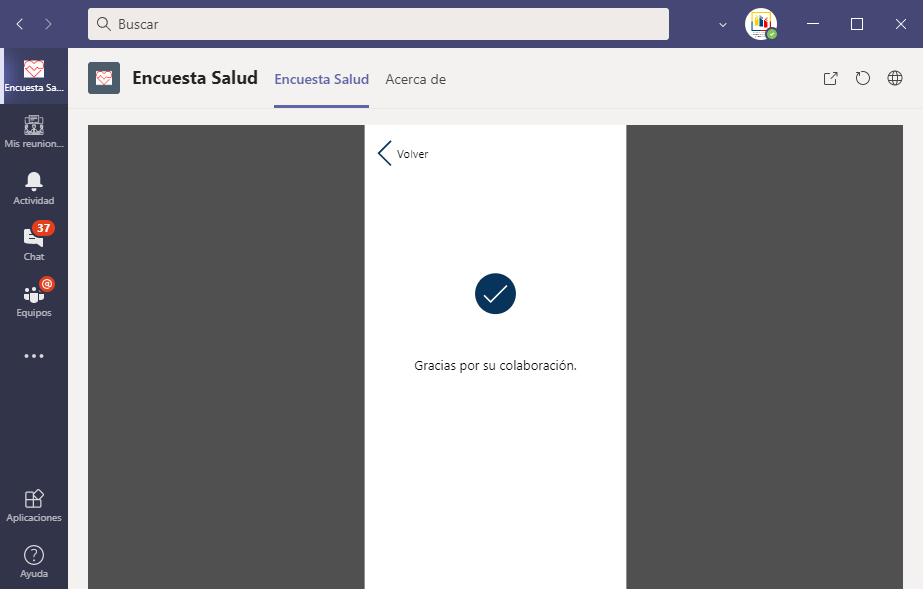 Buscar
Encuesta Sa...
Mis reunion...
Actividad
37
Chat
@
Equipos
Aplicaciones
?
Ayuda
Encuesta Salud
Encuesta Salud
Acerca de
Volver
Gracias por su colaboración.